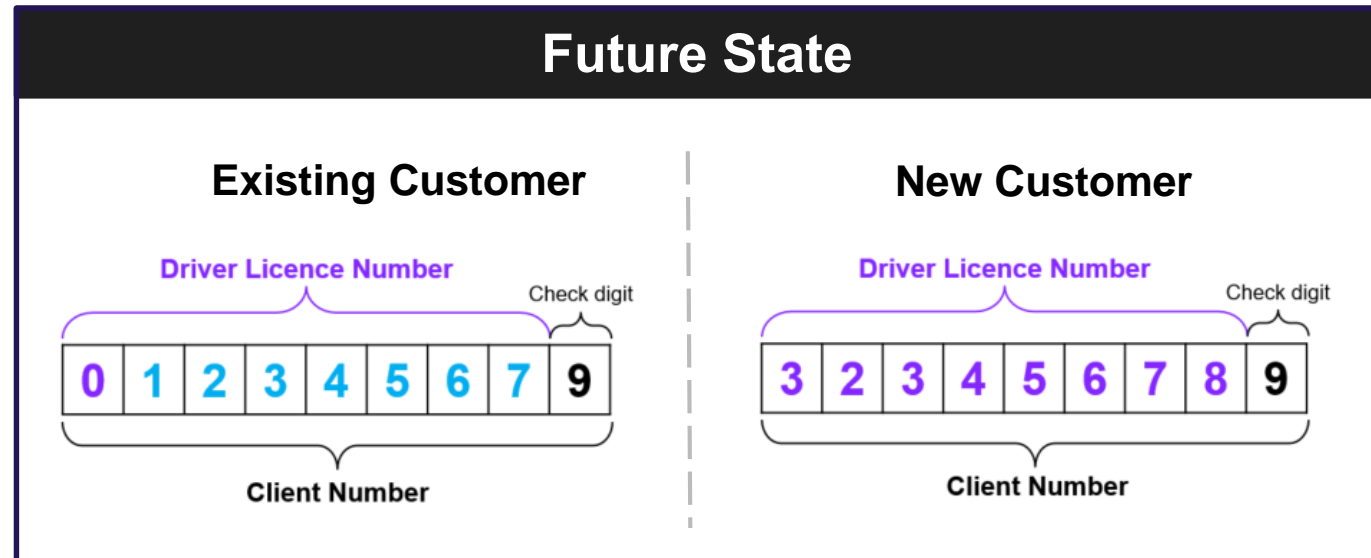 Future State
Existing Customer
Driver Licence Number
Check digit
0 1 2 3 4 5 6 7 9
Client Number
New Customer
Driver Licence Number
Check digit
3 2 3 4 5 6 7 8 9
Client Number